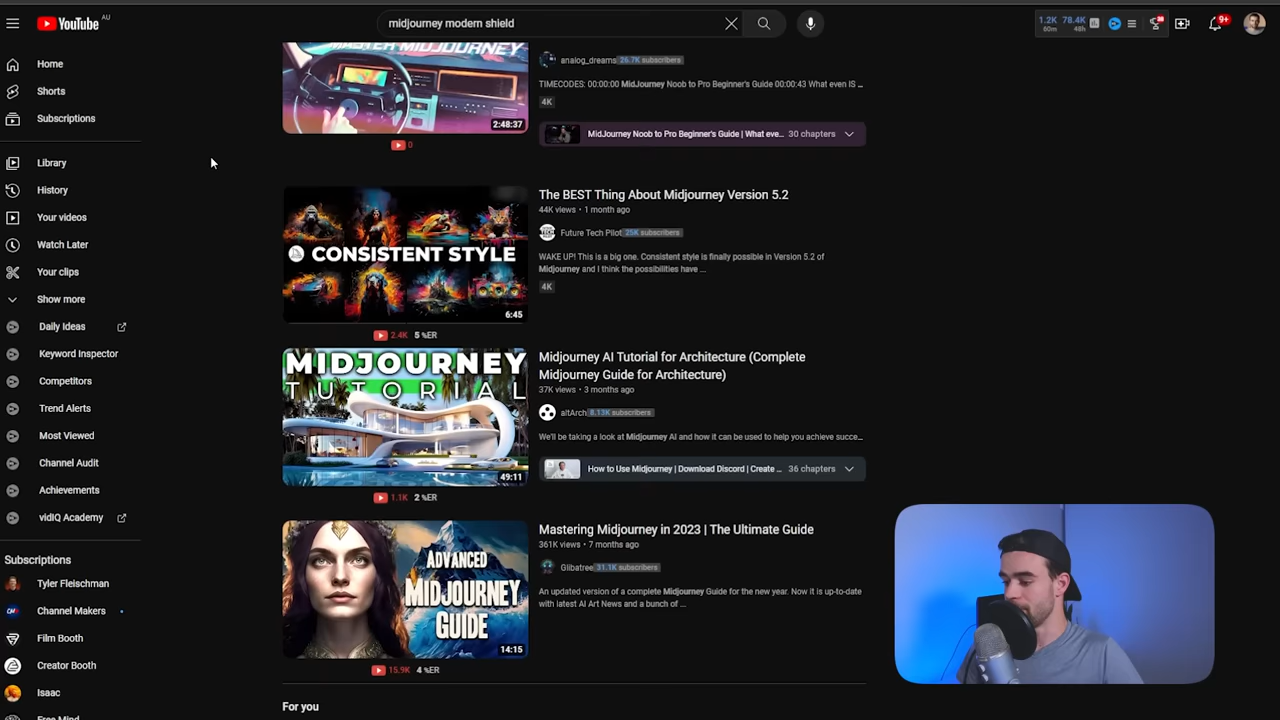 YouTube AU
midjourney modern shield
1.2K 78.4K
60m 48h
9+
Home
Shorts
Subscriptions
Library
History
Your videos
Watch Later
Your clips
Show more
Daily Ideas
Keyword Inspector
Competitors
Trend Alerts
Most Viewed
Channel Audit
Achievements
vidIQ Academy
Subscriptions
Tyler Fleischman
Channel Makers
Film Booth
Creator Booth
Isaac
Free Mind
MASTER MIDJOURNEY
2:48:37
0
analog_dreams 26.7K subscribers
TIMECODES: 00:00:00 MidJourney Noob to Pro Beginner's Guide 00:00:43 What even IS ...
4K
MidJourney Noob to Pro Beginner's Guide | What eve... 30 chapters
CONSISTENT STYLE
6:45
2.4K 5 %ER
The BEST Thing About Midjourney Version 5.2
44K views • 1 month ago
Future Tech Pilot 25K subscribers
WAKE UP! This is a big one. Consistent style is finally possible in Version 5.2 of
Midjourney and I think the possibilities have ...
4K
MIDJOURNEY
TUTORIAL
49:11
1.1K 2 %ER
Midjourney AI Tutorial for Architecture (Complete
Midjourney Guide for Architecture)
37K views • 3 months ago
altArch 8.13K subscribers
We'll be taking a look at Midjourney AI and how it can be used to help you achieve succe...
How to Use Midjourney | Download Discord | Create ... 36 chapters
ADVANCED
MIDJOURNEY
GUIDE
14:15
15.9K 4 %ER
Mastering Midjourney in 2023 | The Ultimate Guide
361K views • 7 months ago
Glibatree 31.1K subscribers
An updated version of a complete Midjourney Guide for the new year. Now it is up-to-date
with latest AI Art News and a bunch of ...
For you